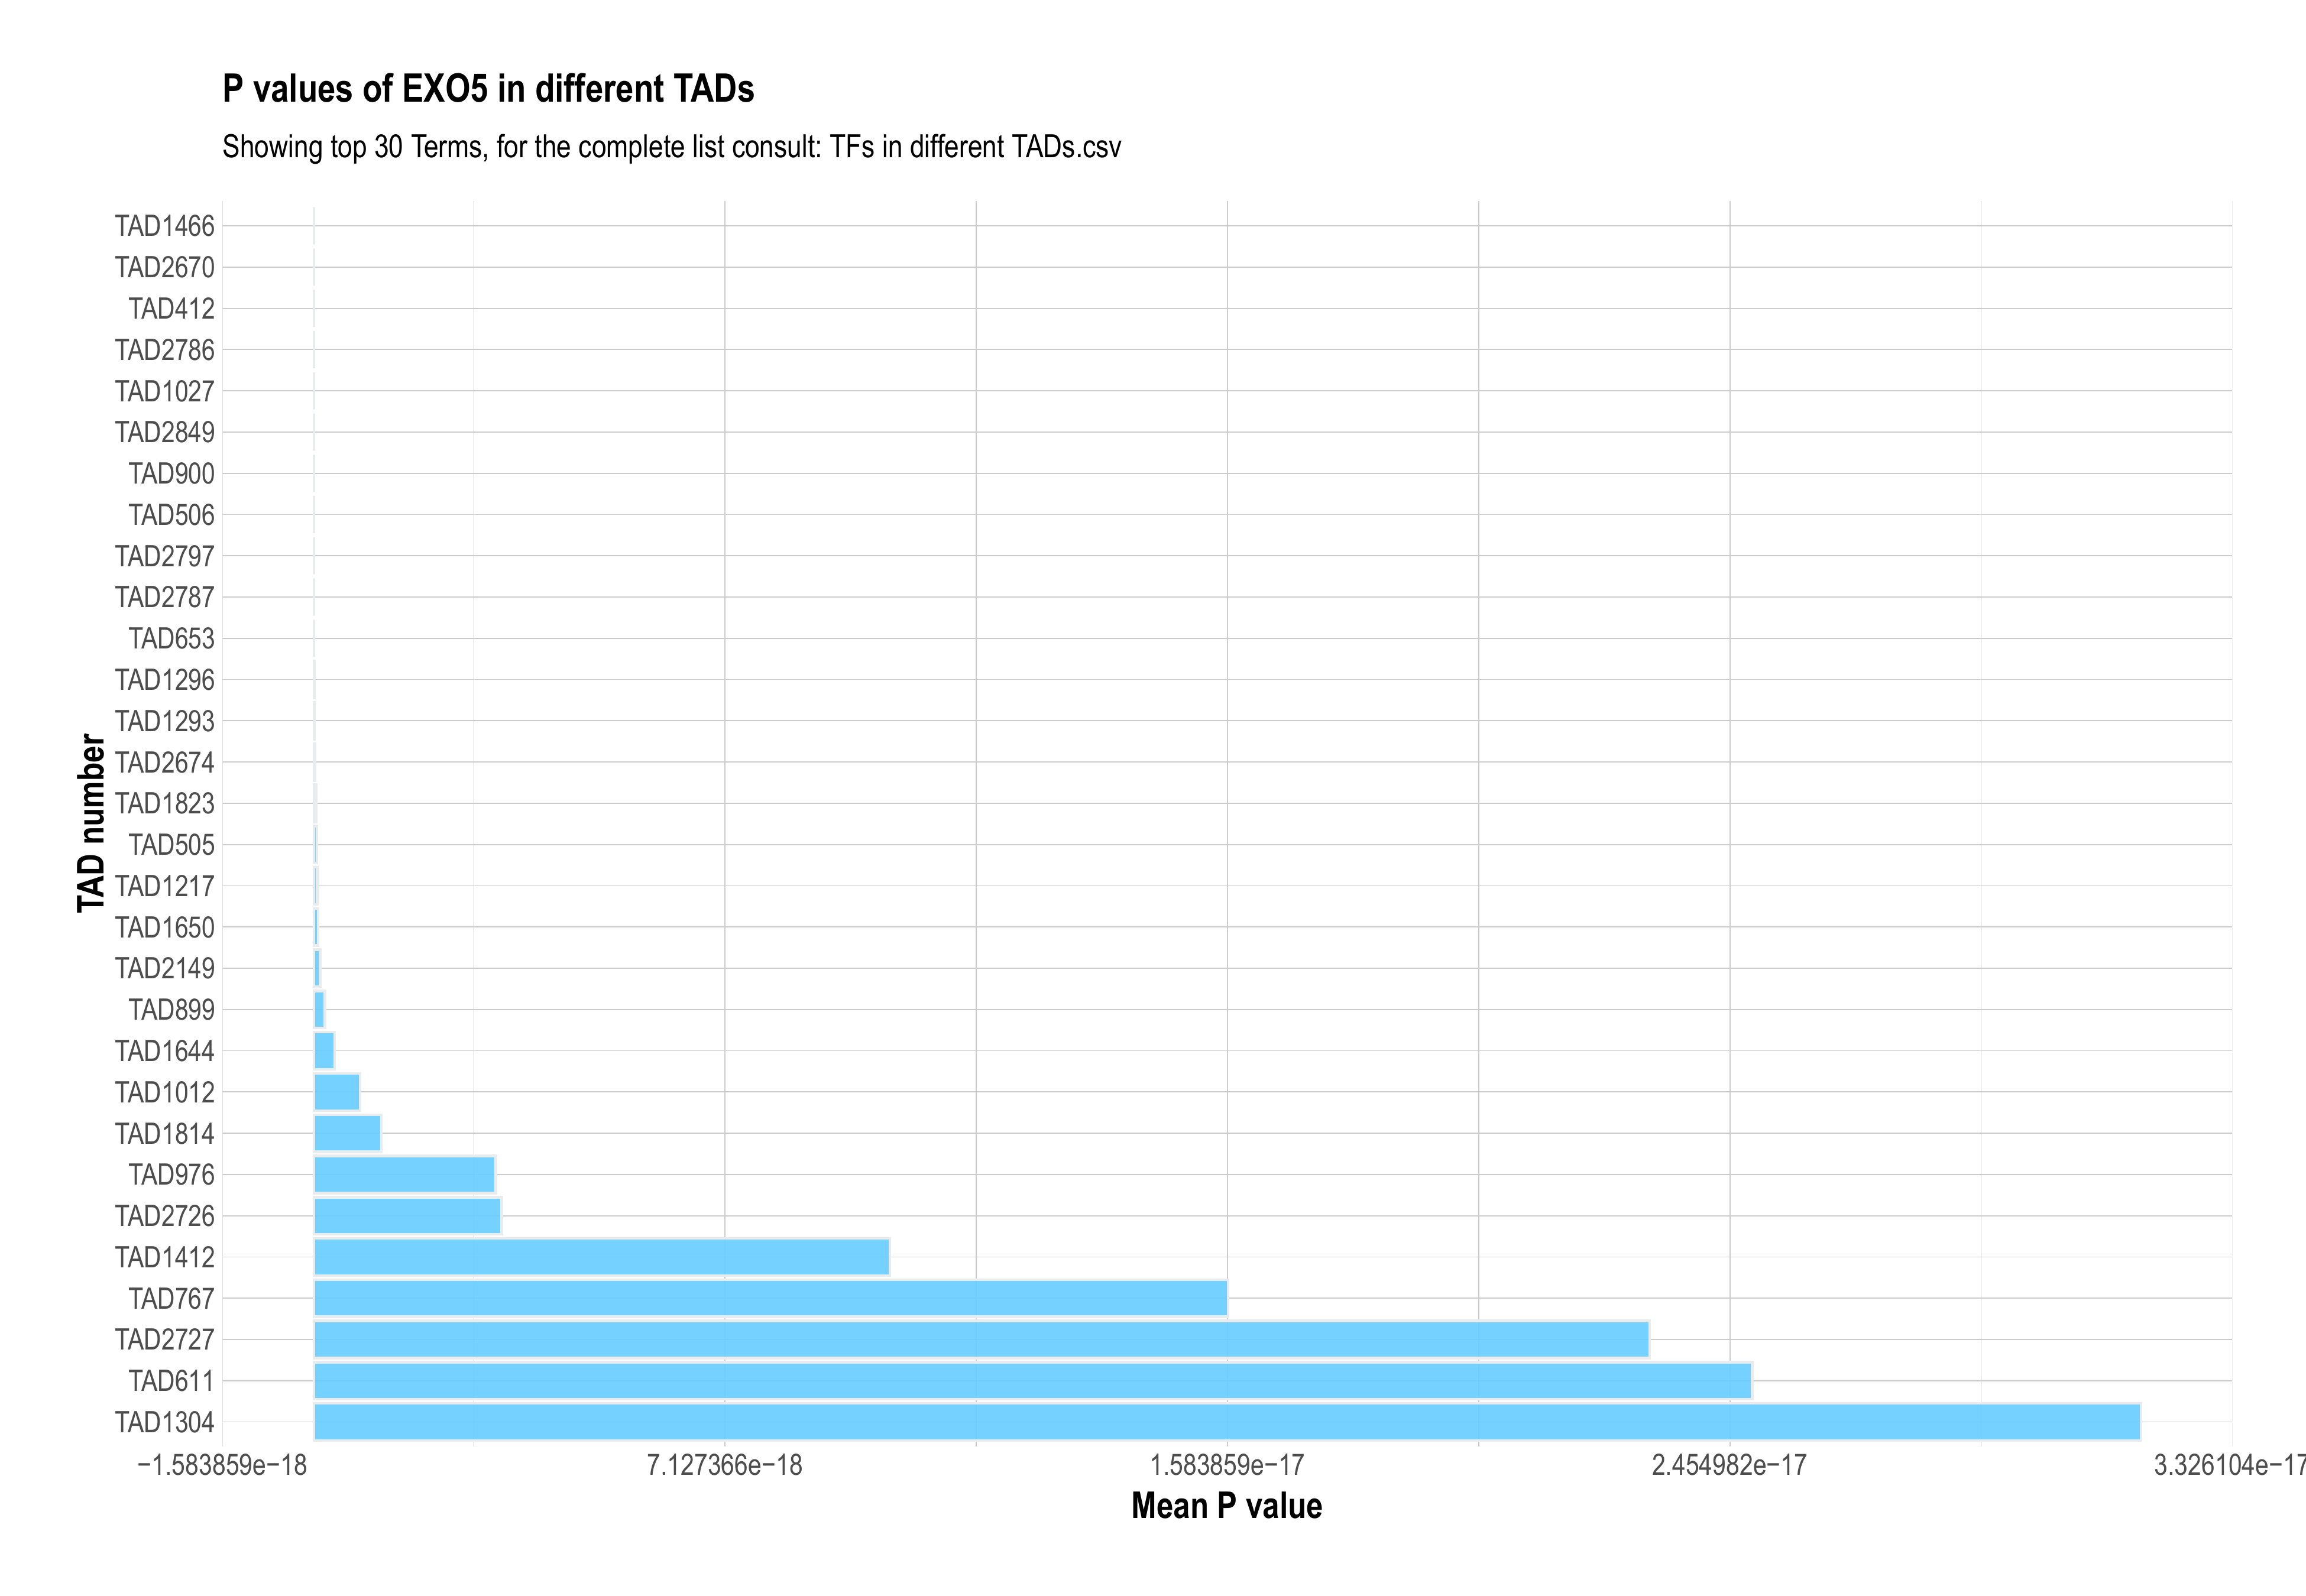 P values of EXO5 in different TADs
Showing top 30 Terms, for the complete list consult: TFs in different TADs.csv
TAD number
TAD1466
TAD2670
TAD412
TAD2786
TAD1027
TAD2849
TAD900
TAD506
TAD2797
TAD2787
TAD653
TAD1296
TAD1293
TAD2674
TAD1823
TAD505
TAD1217
TAD1650
TAD2149
TAD899
TAD1644
TAD1012
TAD1814
TAD976
TAD2726
TAD1412
TAD767
TAD2727
TAD611
TAD1304
−1.583859e−18 7.127366e−18 1.583859e−17 2.454982e−17 3.326104e−17
Mean P value